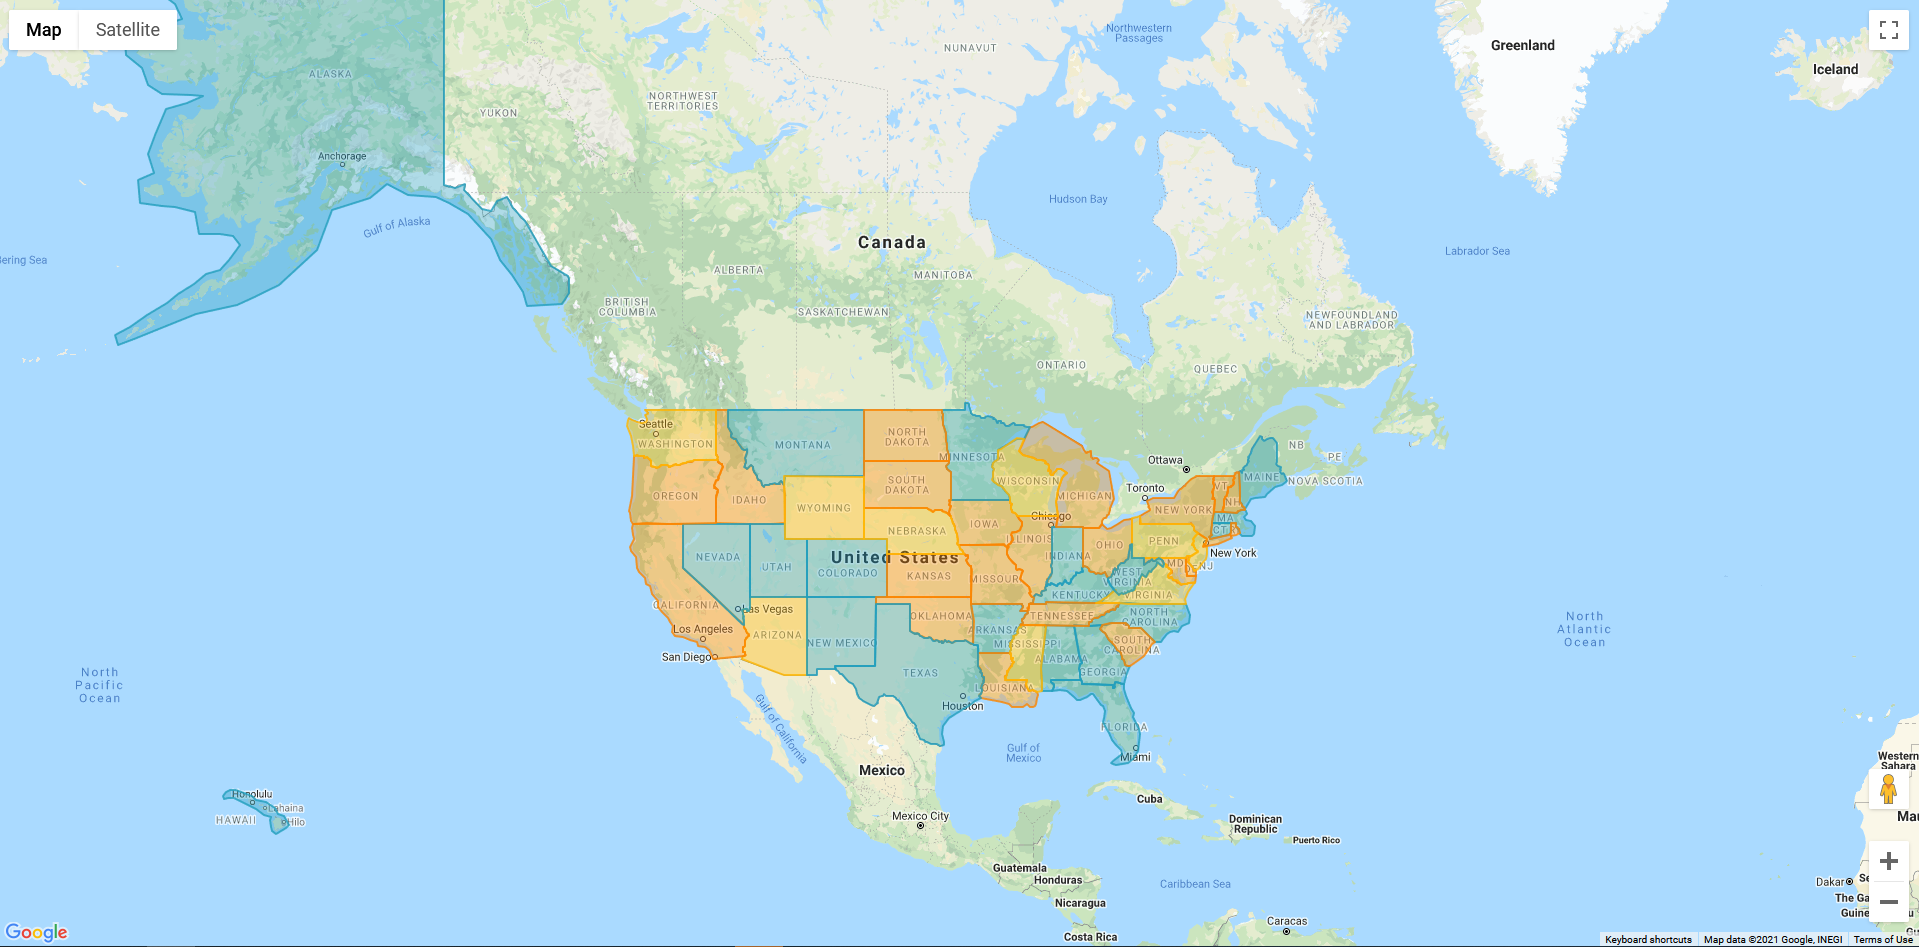 Map
Satellite
Northwestern
Passages
NUNAVUT
Greenland
Iceland
ALASKA
NORTHWEST
TERRITORIES
YUKON
Anchorage
Hudson Bay
Gulf of Alaska
Canada
Labrador Sea
Bering Sea
ALBERTA
MANITOBA
BRITISH
COLUMBIA
SASKATCHEWAN
NEWFOUNDLAND
AND LABRADOR
ONTARIO
QUEBEC
Seattle
WASHINGTON
MONTANA
NORTH
DAKOTA
MINNESOTA
NB
PE
Ottawa
MAINE
NOVA SCOTIA
OREGON
IDAHO
SOUTH
DAKOTA
WISCONSIN
MICHIGAN
Toronto
VT
NH
WYOMING
NEW YORK
MA
Chicago
IOWA
NEBRASKA
CT
RI
ILLINOIS
OHIO
PENN
NEVADA
United States
INDIANA
New York
UTAH
COLORADO
KANSAS
MISSOURI
WEST
VIRGINIA
MD
NJ
KENTUCKY
VIRGINIA
CALIFORNIA
Las Vegas
OKLAHOMA
TENNESSEE
NORTH
CAROLINA
Los Angeles
ARIZONA
NEW MEXICO
ARKANSAS
MISSISSIPPI
SOUTH
CAROLINA
San Diego
ALABAMA
GEORGIA
TEXAS
LOUISIANA
Houston
North
Atlantic
Ocean
North
Pacific
Ocean
Gulf of California
FLORIDA
Gulf of
Mexico
Miami
Mexico
Western
Sahara
Honolulu
Lahaina
HAWAII
Hilo
Cuba
Mexico City
Dominican
Republic
Puerto Rico
Mau
Guatemala
Honduras
Caribbean Sea
Dakar
Se
Nicaragua
The Ga
Guine
u
Caracas
Costa Rica
Gu
Google
Keyboard shortcuts
Map data ©2021 Google, INEGI
Terms of Use